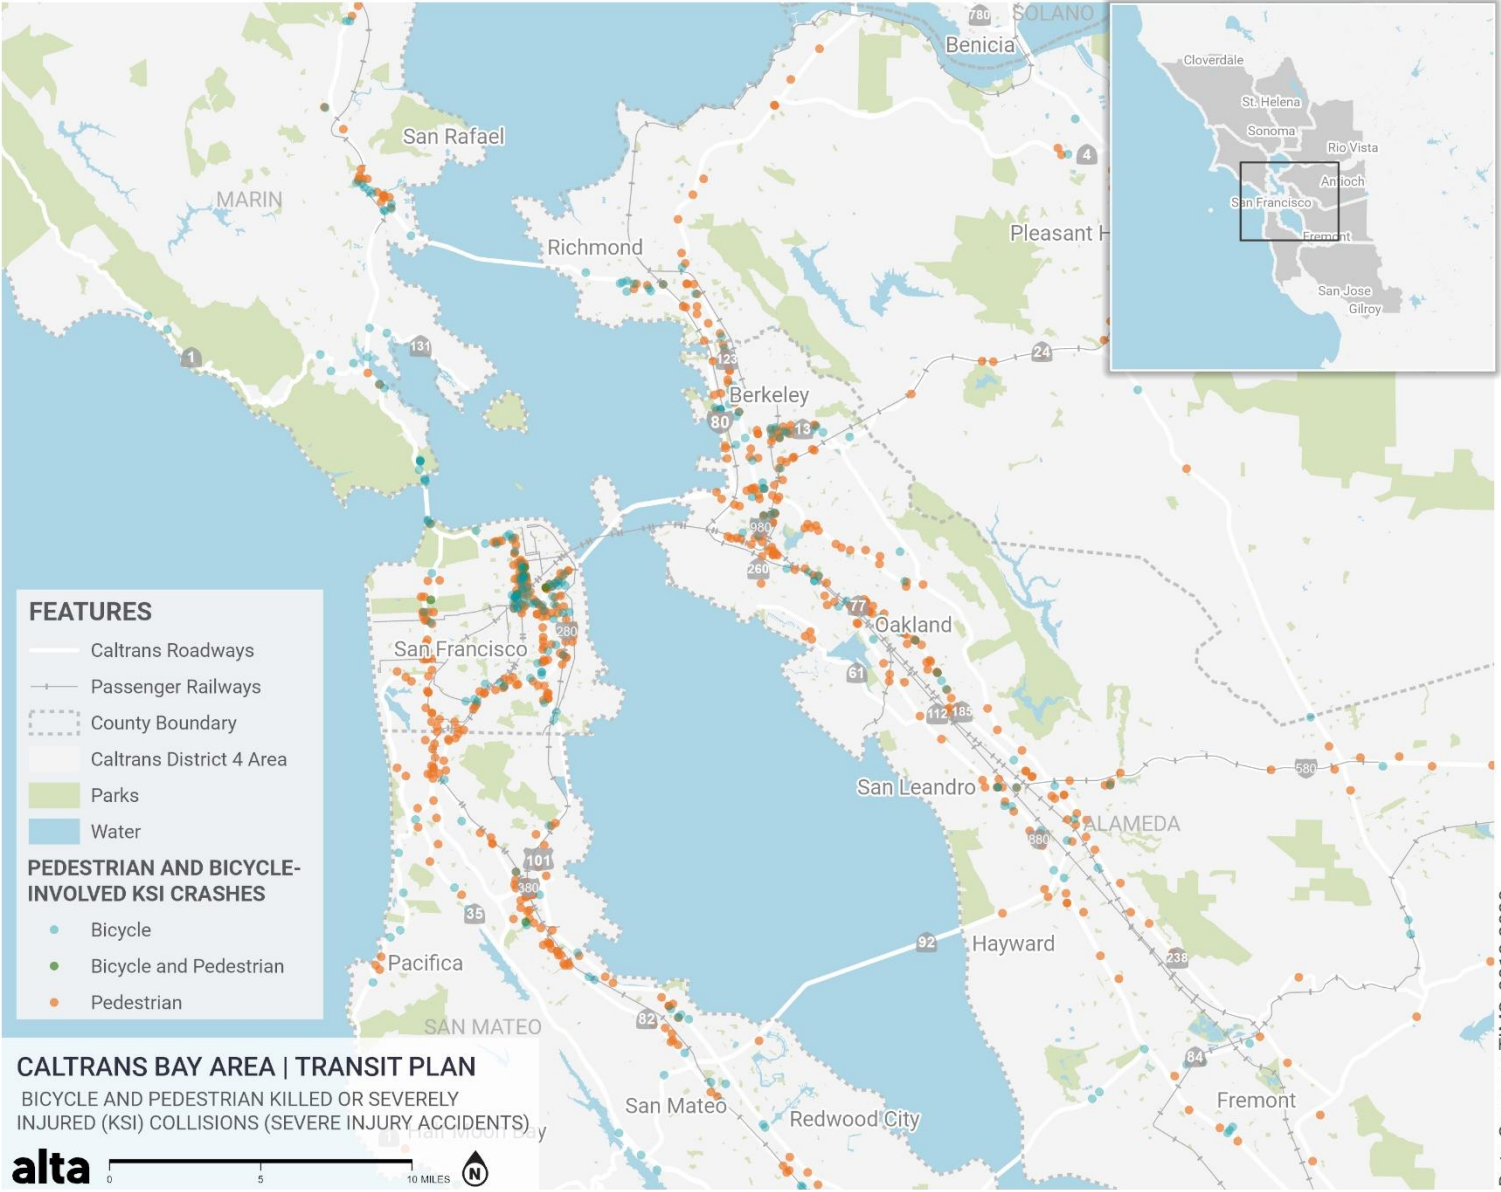 780
SOLANO
Benicia
Cloverdale
St. Helena
Sonoma
Rio Vista
Antioch
San Francisco
Fremont
San Jose
Gilroy
San Rafael
4
MARIN
Richmond
Pleasant H
1
131
123
24
Berkeley
80
13
980
260
77
Oakland
San Francisco
280
61
112
185
580
San Leandro
ALAMEDA
880
101
380
35
92
Hayward
238
Pacifica
82
SAN MATEO
84
Fremont
San Mateo
Redwood City
FEATURES
Caltrans Roadways
Passenger Railways
County Boundary
Caltrans District 4 Area
Parks
Water
PEDESTRIAN AND BICYCLE-
INVOLVED KSI CRASHES
Bicycle
Bicycle and Pedestrian
Pedestrian
CALTRANS BAY AREA | TRANSIT PLAN
BICYCLE AND PEDESTRIAN KILLED OR SEVERELY
INJURED (KSI) COLLISIONS (SEVERE INJURY ACCIDENTS)
Half Moon Bay
alta
0 5 10 MILES
N